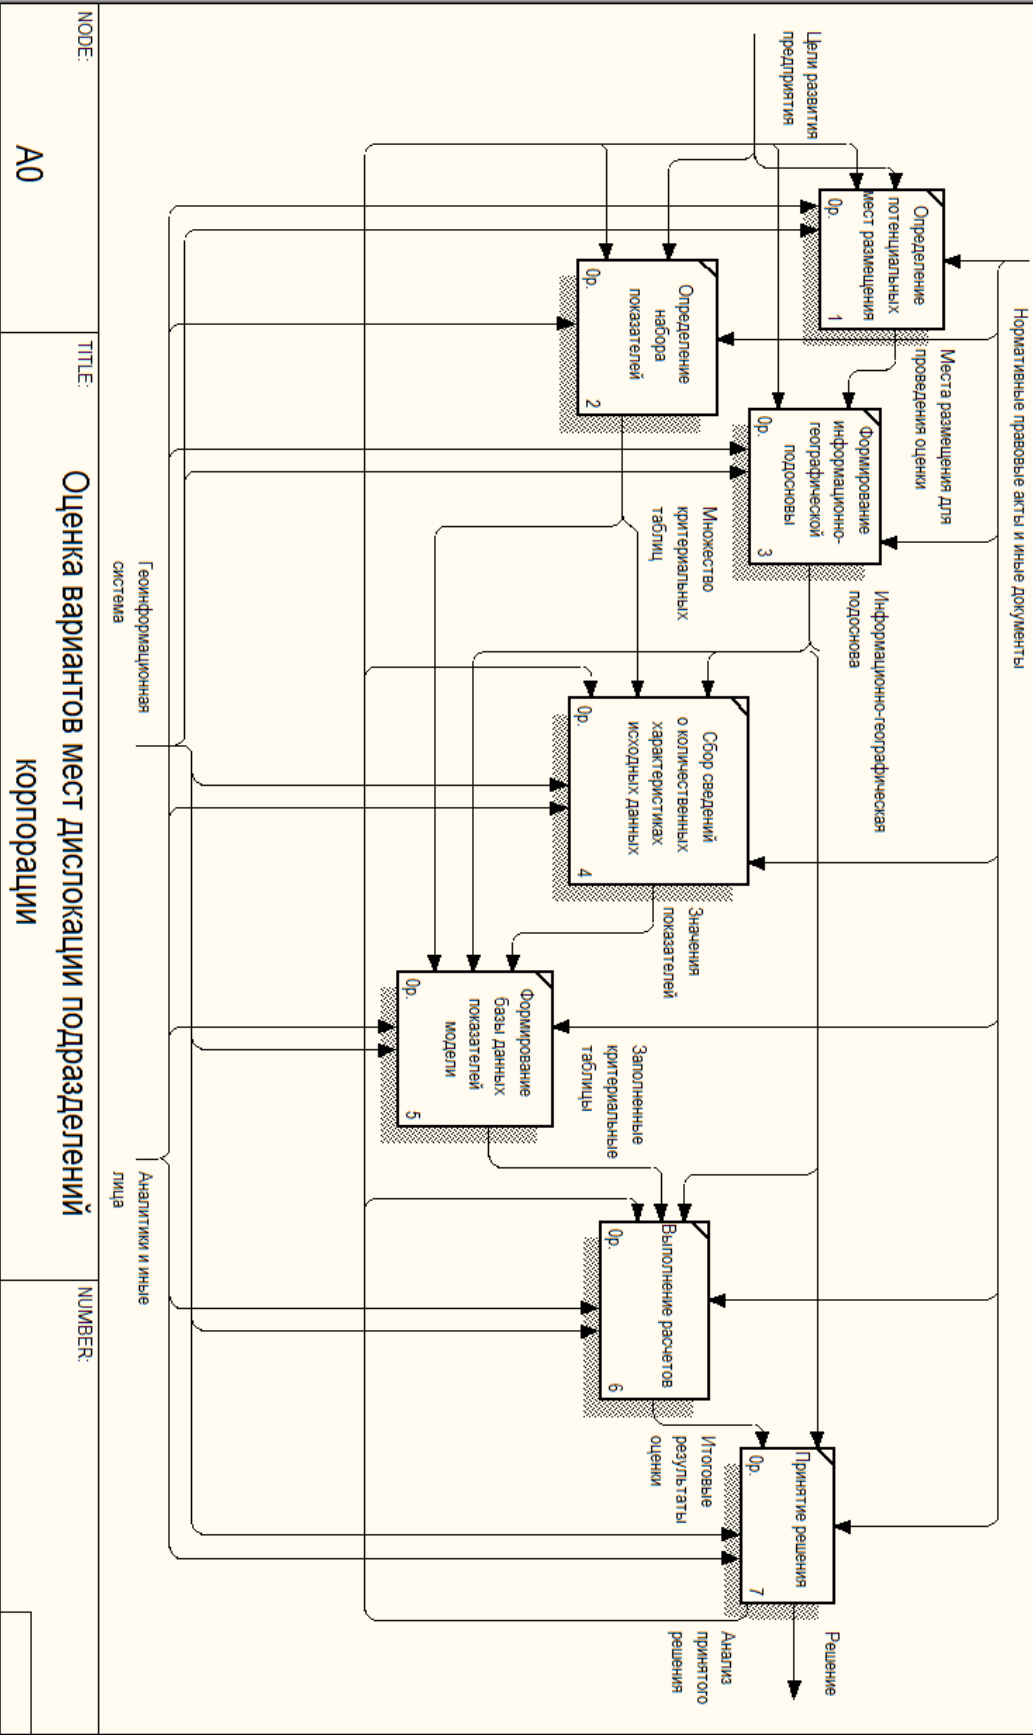 Нормативные правовые акты и иные документы
Цели развития
предприятия
Определение
потенциальных
мест размещения
0р.
1
Места размещения для
проведения оценки
Определение
набора
показателей
0р.
2
Формирование
информационно-
географической
подосновы
0р.
3
Множество
критериальных
таблиц
Информационно-географическая
подоснова
Сбор сведений
о количественных
характеристиках
исходных данных
0р.
4
Значения
показателей
Формирование
базы данных
показателей
модели
0р.
5
Заполненные
критериальные
таблицы
Выполнение расчетов
0р.
6
Итоговые
результаты
оценки
Принятие решения
0р.
7
Решение
Анализ
принятого
решения
Геоинформационная
система
Аналитики и иные
лица
NODE:
A0
TITLE:
Оценка вариантов мест дислокации подразделений
корпорации
NUMBER: